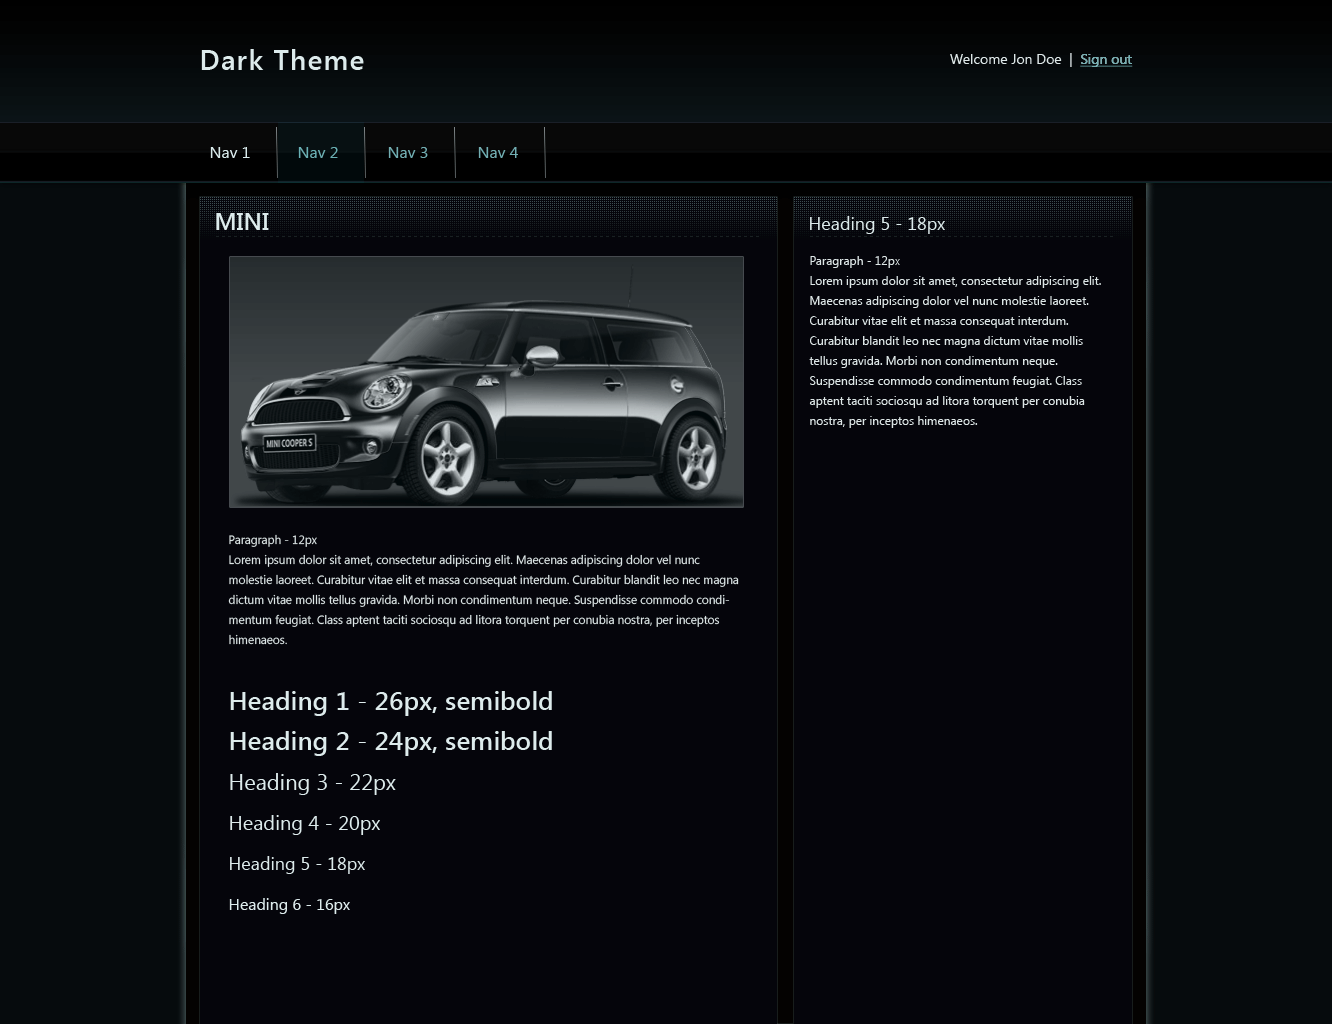 Dark Theme
Welcome Jon Doe | Sign out
Nav 1
Nav 2
Nav 3
Nav 4
MINI
MINI COOPER S
Paragraph - 12px
Lorem ipsum dolor sit amet, consectetur adipiscing elit. Maecenas adipiscing dolor vel nunc
molestie laoreet. Curabitur vitae elit et massa consequat interdum. Curabitur blandit leo nec magna
dictum vitae mollis tellus gravida. Morbi non condimentum neque. Suspendisse commodo condi-
mentum feugiat. Class aptent taciti sociosqu ad litora torquent per conubia nostra, per inceptos
himenaeos.
Heading 1 - 26px, semibold
Heading 2 - 24px, semibold
Heading 3 - 22px
Heading 4 - 20px
Heading 5 - 18px
Heading 6 - 16px
Heading 5 - 18px
Paragraph - 12px
Lorem ipsum dolor sit amet, consectetur adipiscing elit.
Maecenas adipiscing dolor vel nunc molestie laoreet.
Curabitur vitae elit et massa consequat interdum.
Curabitur blandit leo nec magna dictum vitae mollis
tellus gravida. Morbi non condimentum neque.
Suspendisse commodo condimentum feugiat. Class
aptent taciti sociosqu ad litora torquent per conubia
nostra, per inceptos himenaeos.